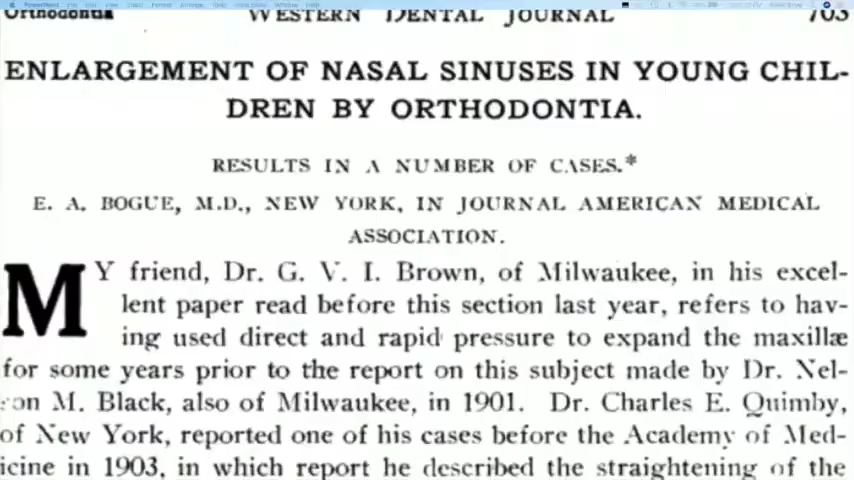 Orthodontia WESTERN DENTAL JOURNAL 703
ENLARGEMENT OF NASAL SINUSES IN YOUNG CHIL-
DREN BY ORTHODONTIA.
RESULTS IN A NUMBER OF CASES.*
E. A. BOGUE, M.D., NEW YORK, IN JOURNAL AMERICAN MEDICAL
ASSOCIATION.
MY friend, Dr. G. V. I. Brown, of Milwaukee, in his excel-
lent paper read before this section last year, refers to hav-
ing used direct and rapid pressure to expand the maxillæ
for some years prior to the report on this subject made by Dr. Nel-
son M. Black, also of Milwaukee, in 1901. Dr. Charles E. Quimby,
of New York, reported one of his cases before the Academy of Med-
icine in 1903, in which report he described the straightening of the